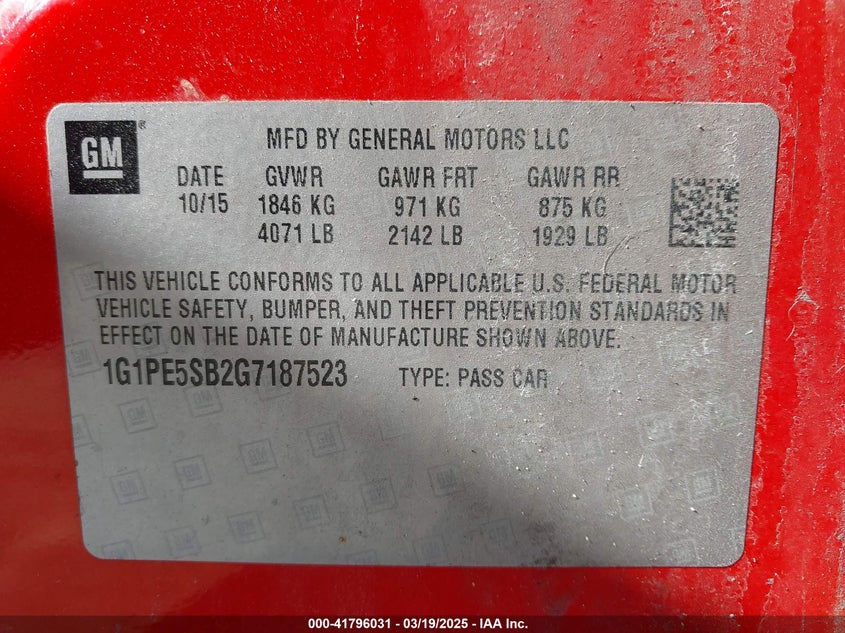 GM ®
MFD BY GENERAL MOTORS LLC
DATE GVWR GAWR FRT GAWR RR
10/15 1846 KG 971 KG 875 KG
4071 LB 2142 LB 1929 LB
THIS VEHICLE CONFORMS TO ALL APPLICABLE U.S. FEDERAL MOTOR
VEHICLE SAFETY, BUMPER, AND THEFT PREVENTION STANDARDS IN
EFFECT ON THE DATE OF MANUFACTURE SHOWN ABOVE.
1G1PE5SB2G7187523 TYPE: PASS CAR
000-41796031 - 03/19/2025 - IAA Inc.